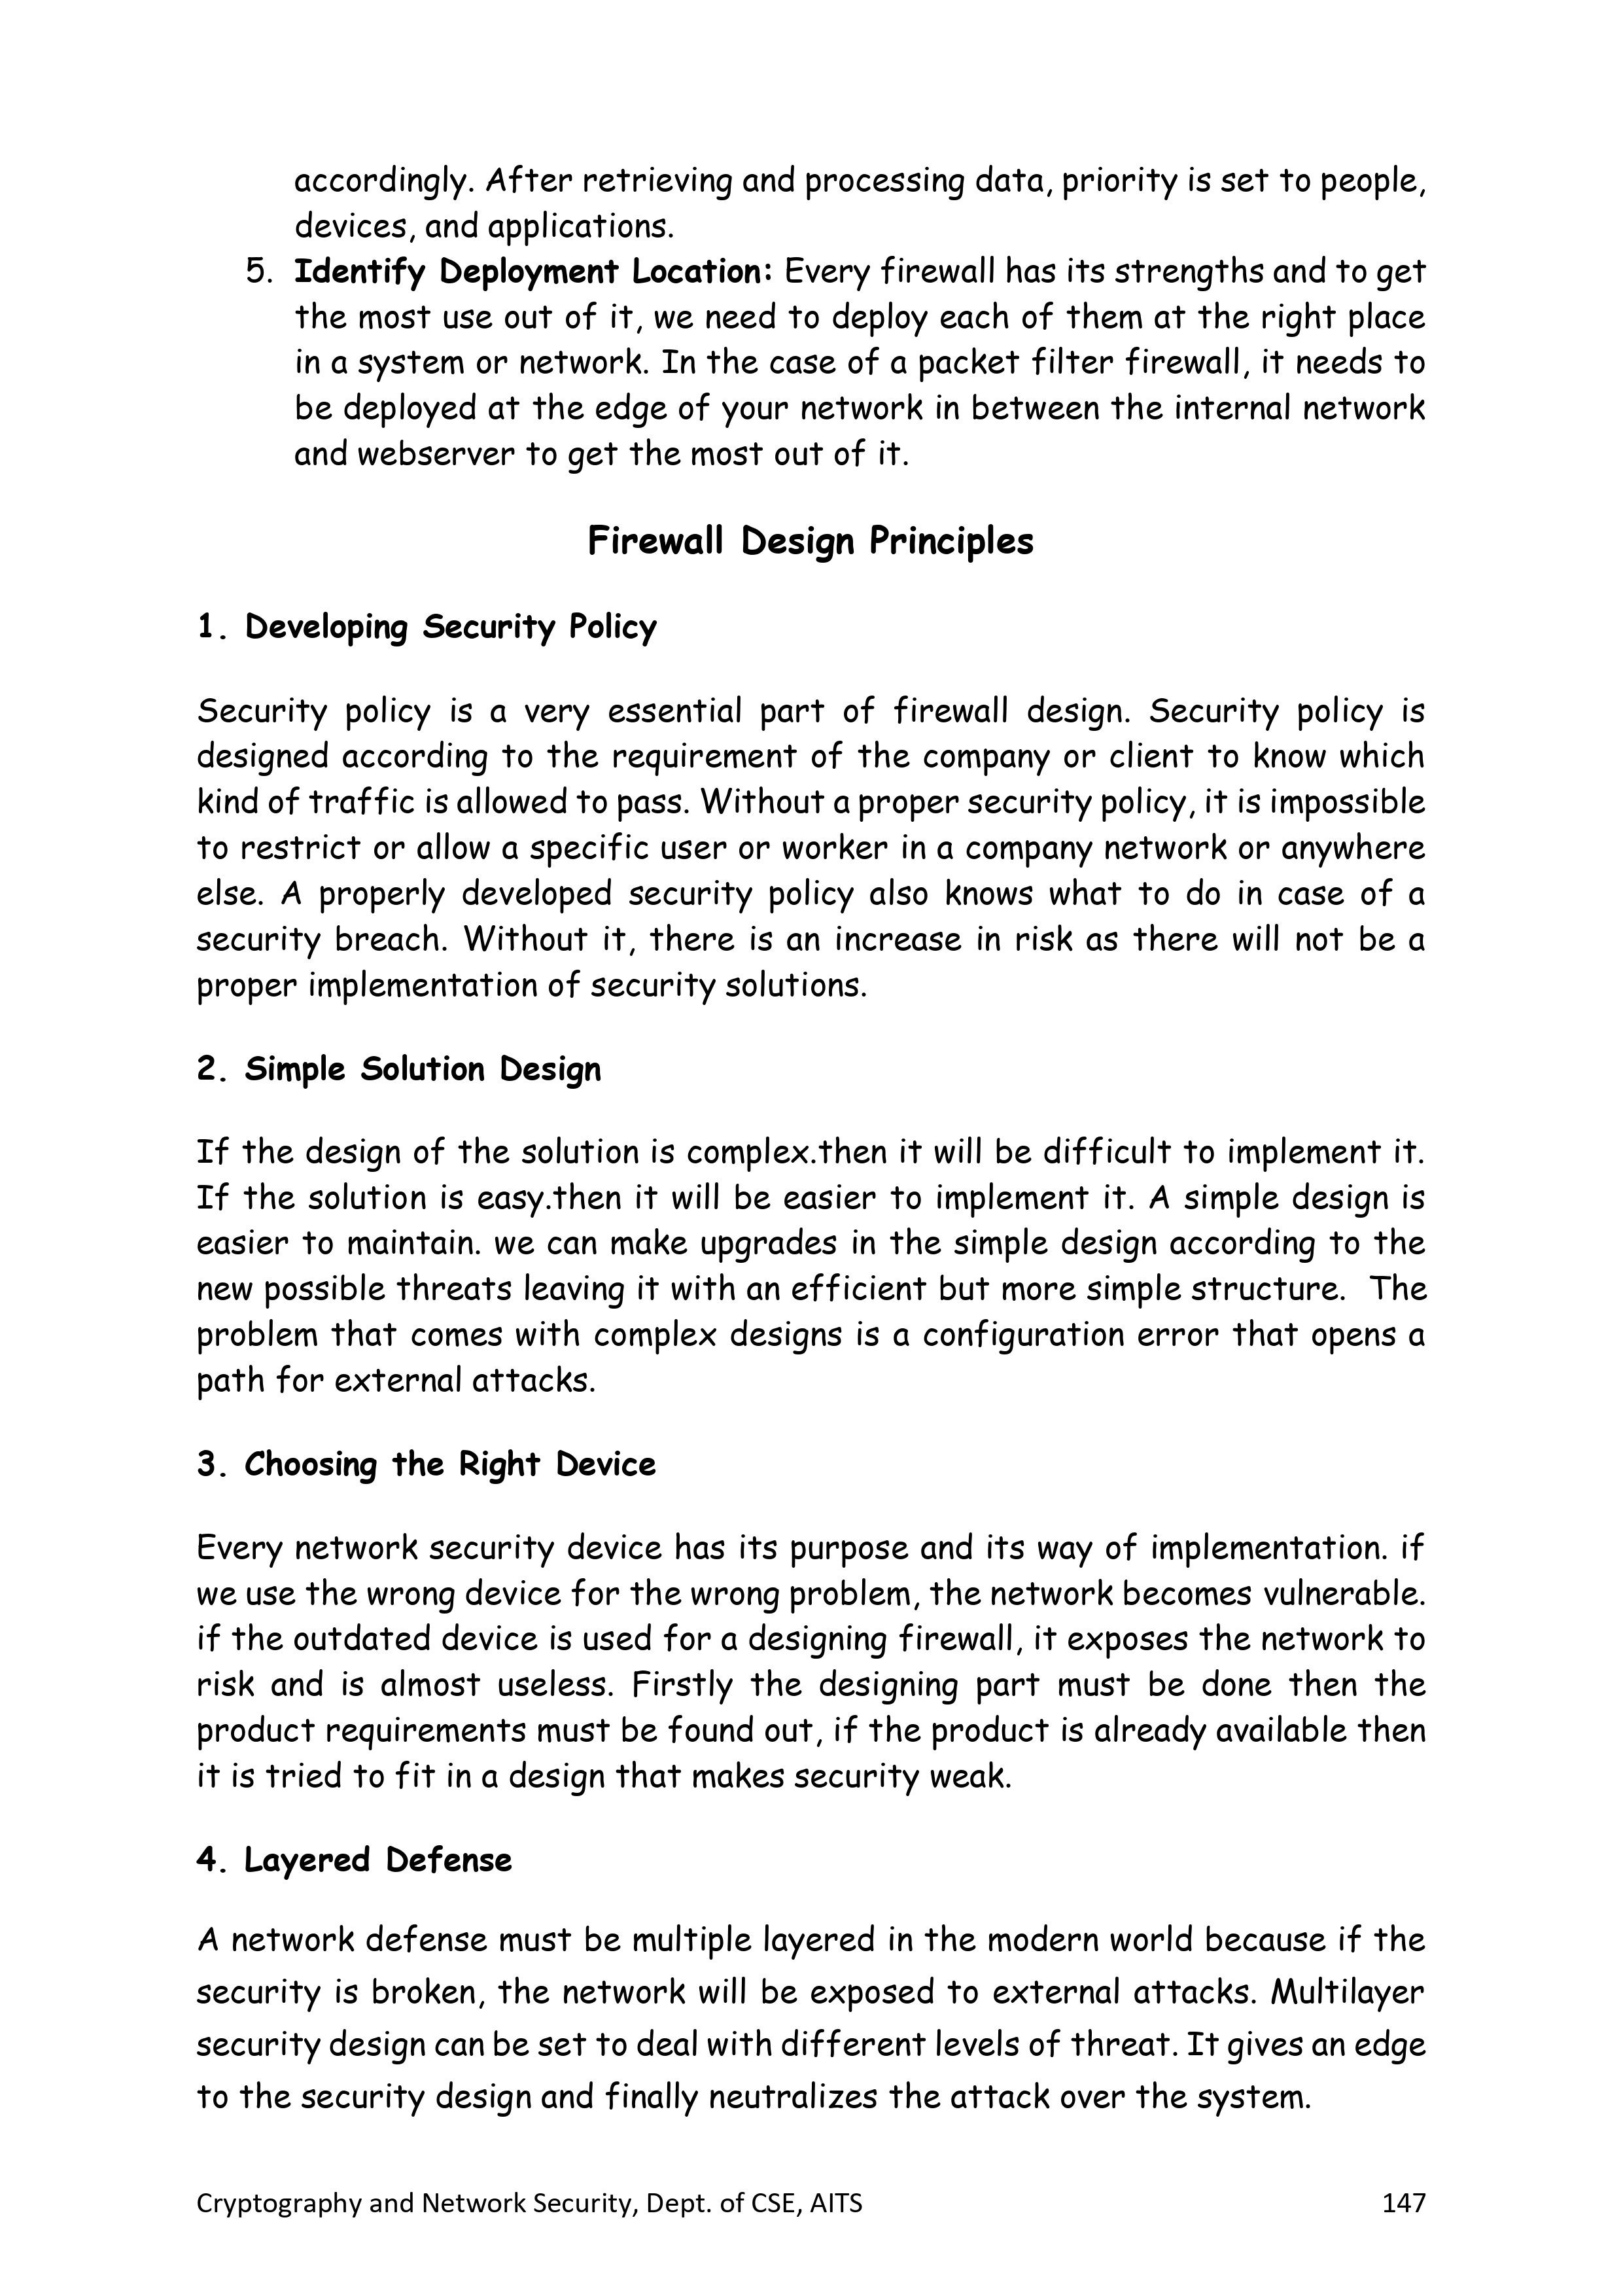 accordingly. After retrieving and processing data, priority is set to people,
devices, and applications.
5. Identify Deployment Location: Every firewall has its strengths and to get
the most use out of it, we need to deploy each of them at the right place
in a system or network. In the case of a packet filter firewall, it needs to
be deployed at the edge of your network in between the internal network
and webserver to get the most out of it.
Firewall Design Principles
1. Developing Security Policy
Security policy is a very essential part of firewall design. Security policy is
designed according to the requirement of the company or client to know which
kind of traffic is allowed to pass. Without a proper security policy, it is impossible
to restrict or allow a specific user or worker in a company network or anywhere
else. A properly developed security policy also knows what to do in case of a
security breach. Without it, there is an increase in risk as there will not be a
proper implementation of security solutions.
2. Simple Solution Design
If the design of the solution is complex.then it will be difficult to implement it.
If the solution is easy.then it will be easier to implement it. A simple design is
easier to maintain. we can make upgrades in the simple design according to the
new possible threats leaving it with an efficient but more simple structure. The
problem that comes with complex designs is a configuration error that opens a
path for external attacks.
3. Choosing the Right Device
Every network security device has its purpose and its way of implementation. if
we use the wrong device for the wrong problem, the network becomes vulnerable.
if the outdated device is used for a designing firewall, it exposes the network to
risk and is almost useless. Firstly the designing part must be done then the
product requirements must be found out, if the product is already available then
it is tried to fit in a design that makes security weak.
4. Layered Defense
A network defense must be multiple layered in the modern world because if the
security is broken, the network will be exposed to external attacks. Multilayer
security design can be set to deal with different levels of threat. It gives an edge
to the security design and finally neutralizes the attack over the system.
Cryptography and Network Security, Dept. of CSE, AITS 147